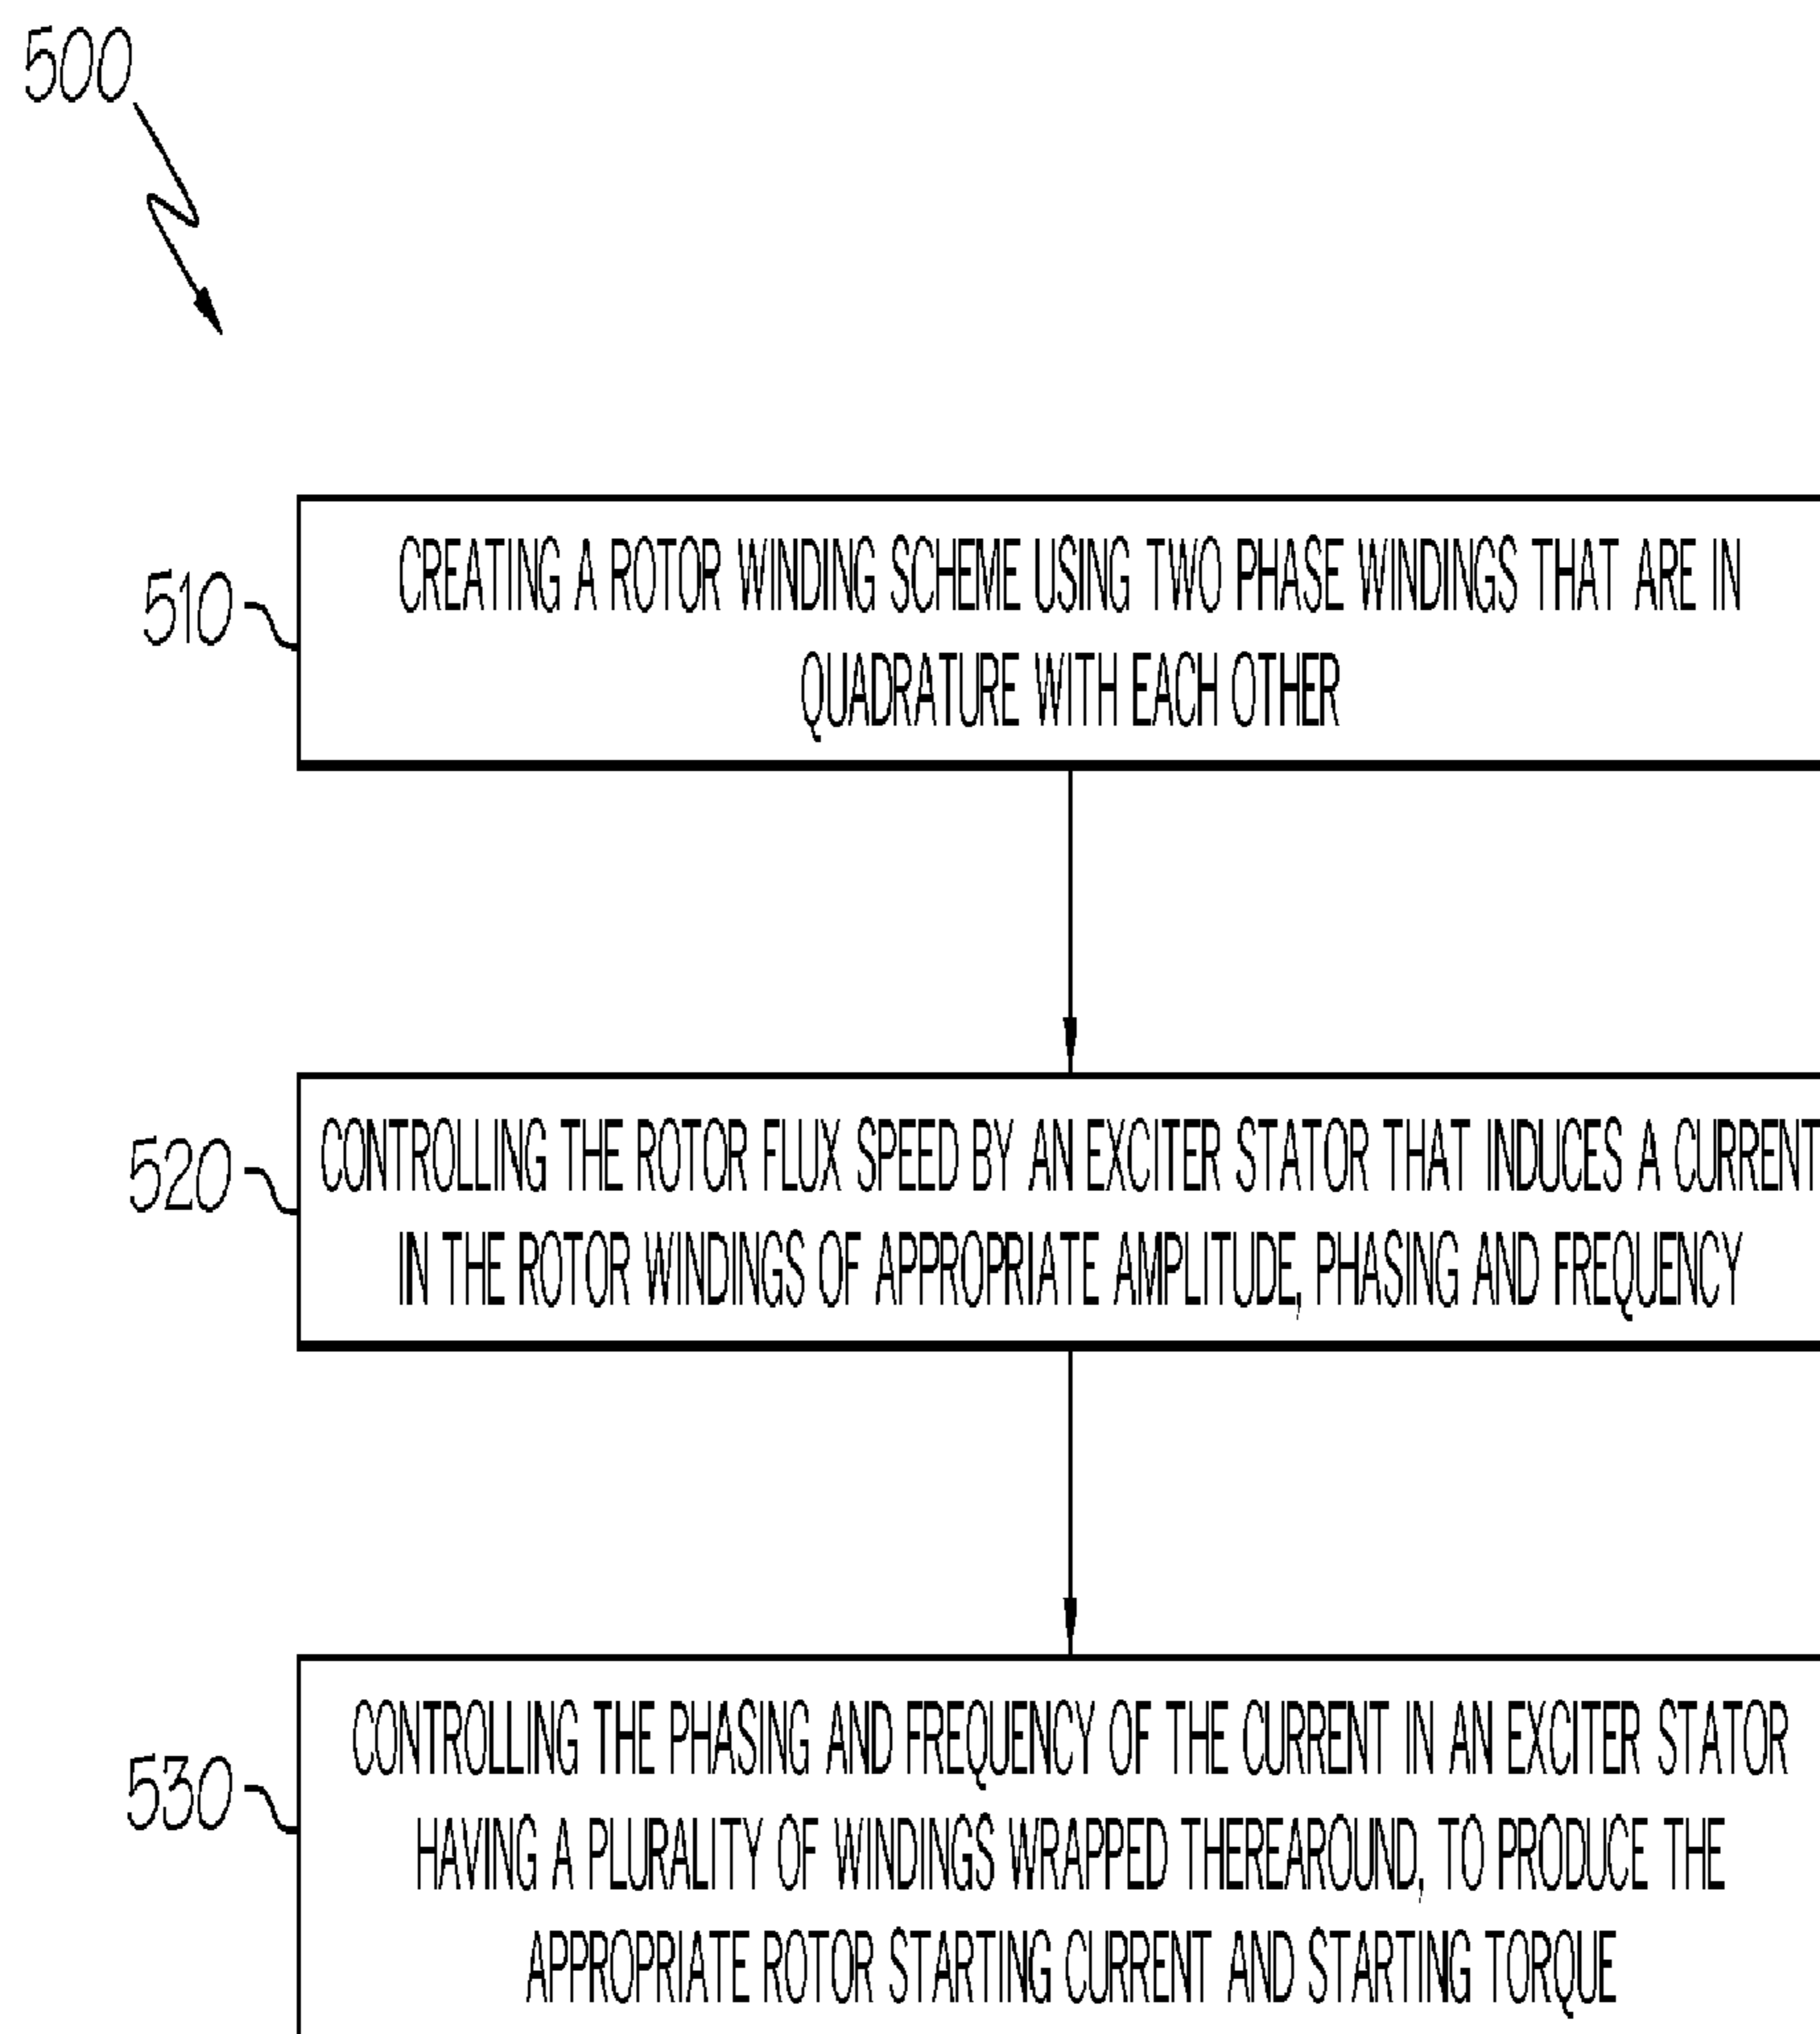 500
510
CREATING A ROTOR WINDING SCHEME USING TWO PHASE WINDINGS THAT ARE IN
QUADRATURE WITH EACH OTHER
520
CONTROLLING THE ROTOR FLUX SPEED BY AN EXCITER STATOR THAT INDUCES A CURRENT
IN THE ROTOR WINDINGS OF APPROPRIATE AMPLITUDE, PHASING AND FREQUENCY
530
CONTROLLING THE PHASING AND FREQUENCY OF THE CURRENT IN AN EXCITER STATOR
HAVING A PLURALITY OF WINDINGS WRAPPED THEREAROUND, TO PRODUCE THE
APPROPRIATE ROTOR STARTING CURRENT AND STARTING TORQUE